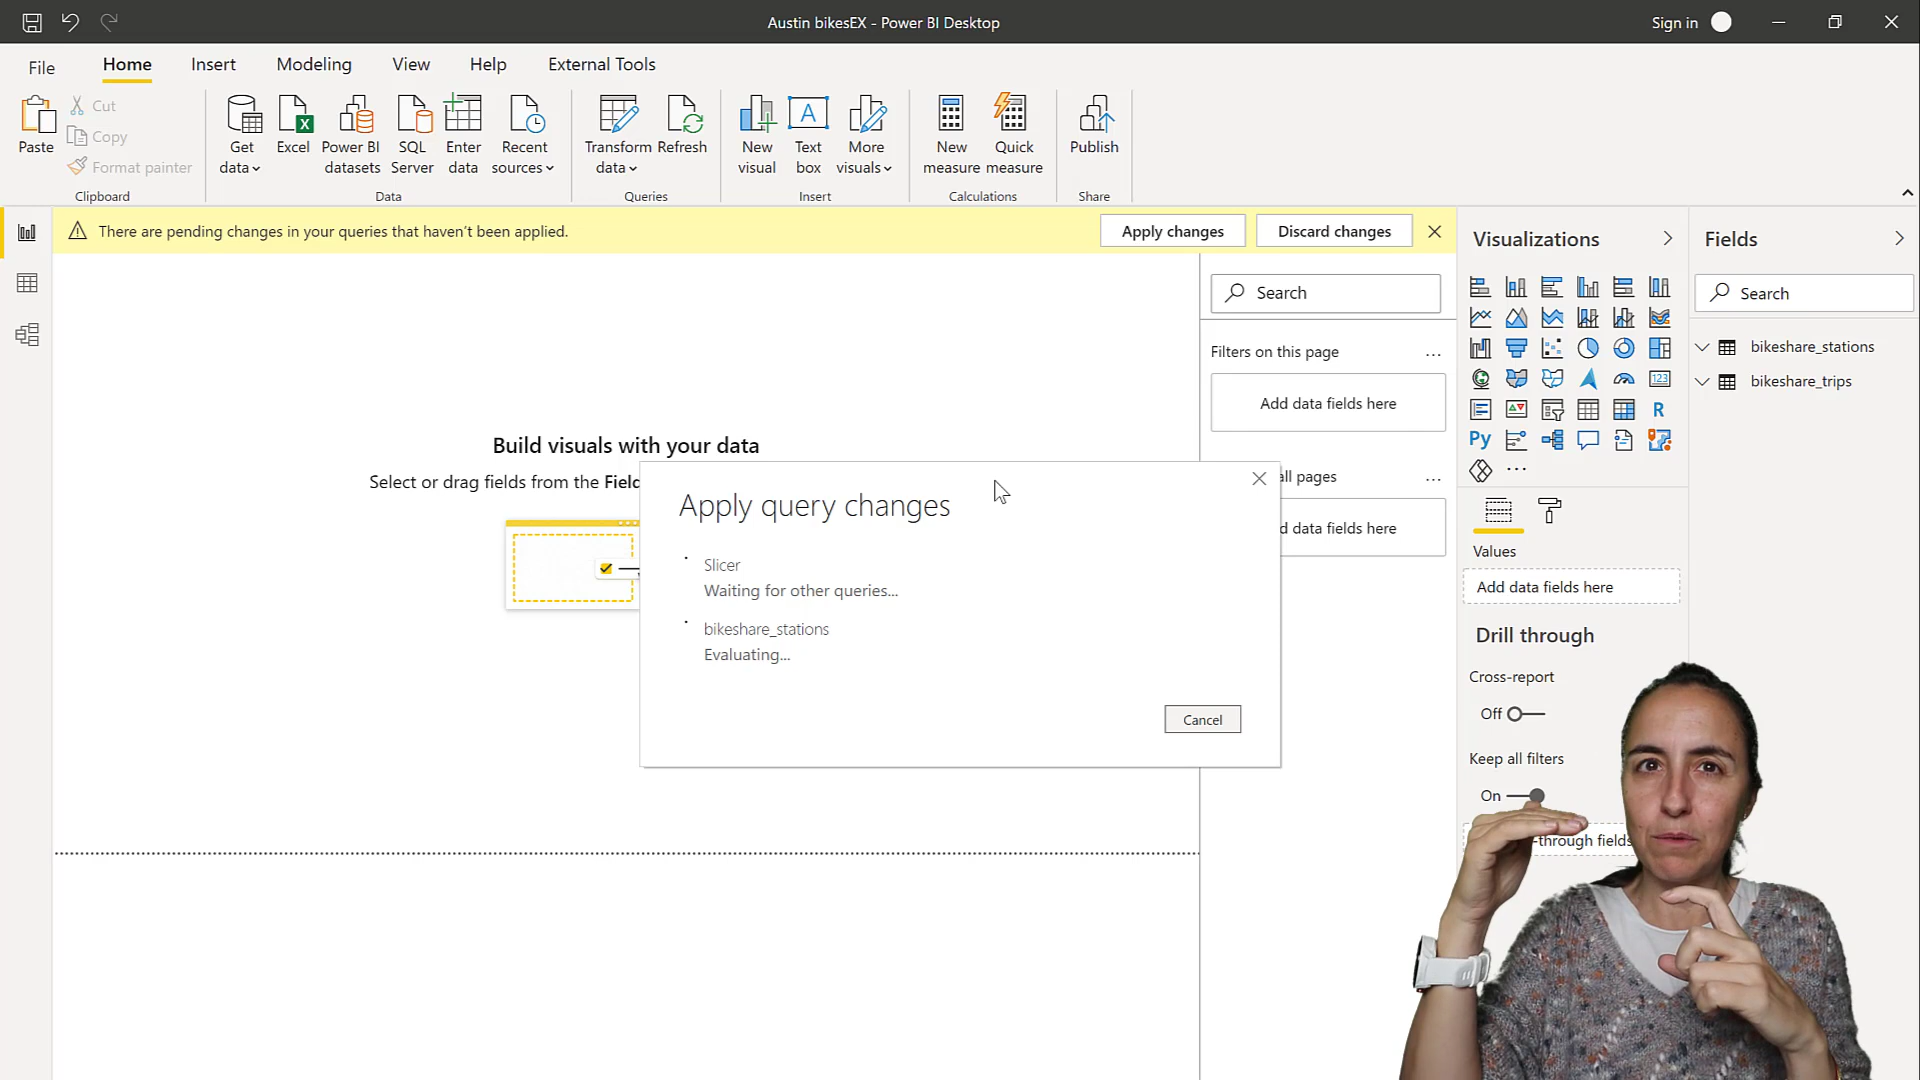 Austin bikesEX - Power BI Desktop
Sign in
File
Home
Insert
Modeling
View
Help
External Tools
Paste
Cut
Copy
Format painter
Clipboard
Get data
Excel
Power BI datasets
SQL Server
Enter data
Recent sources
Data
Transform data
Refresh
Queries
New visual
Text box
More visuals
Insert
New measure
Quick measure
Calculations
Publish
Share
There are pending changes in your queries that haven't been applied.
Apply changes
Discard changes
Build visuals with your data
Select or drag fields from the Field
Apply query changes
Slicer
Waiting for other queries...
bikeshare_stations
Evaluating...
Cancel
Search
Filters on this page
...
Add data fields here
all pages
...
d data fields here
Visualizations
123
R
Py
...
Values
Add data fields here
Drill through
Cross-report
Off
Keep all filters
On
-through fields
Fields
Search
bikeshare_stations
bikeshare_trips